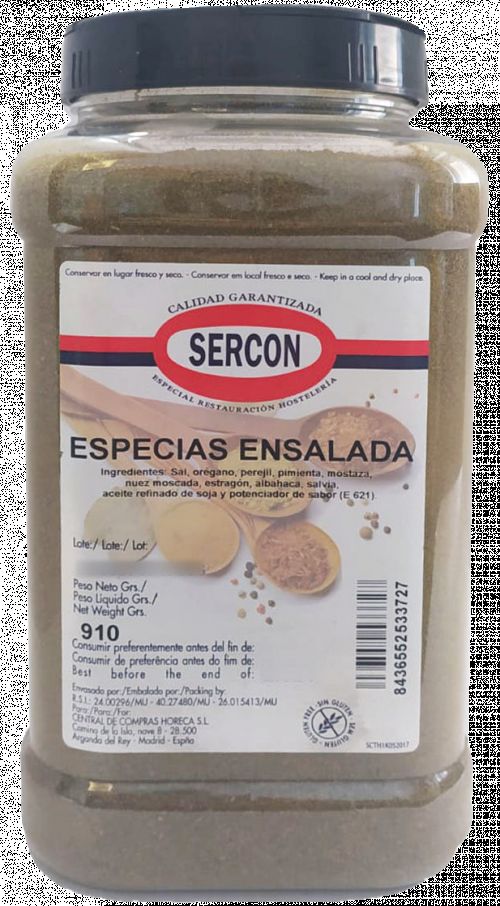 Conservar en lugar fresco y seco. - Conservar em local fresco e seco. - Keep in a cool and dry place.
CALIDAD GARANTIZADA
SERCON
ESPECIAL RESTAURACIÓN HOSTELERÍA
ESPECIAS ENSALADA
Ingredientes: Sal, orégano, perejil, pimienta, mostaza,
nuez moscada, estragón, albahaca, salvia,
aceite refinado de soja y potenciador de sabor (E 621).
Lote:/ Lote:/ Lot:
Peso Neto Grs./
Peso Liquido Grs./
Net Weight Grs.
910
Consumir preferentemente antes del fin de:
Consumir de preferência antes do fim de:
Best before the end of:
Envasado por:/Embalado por:/Packing by:
R.S.I.: 24.00296/MU - 40.27480/MU - 26.015413/MU
Para:/Para:/For:
CENTRAL DE COMPRAS HORECA S.L
Camino de la Isla, nave 8 - 28.500
Arganda del Rey - Madrid - Espña
8436552533727
GLUTEN FREE · SIN GLUTEN · SEM GLUTEN ·
SCTH1K052017